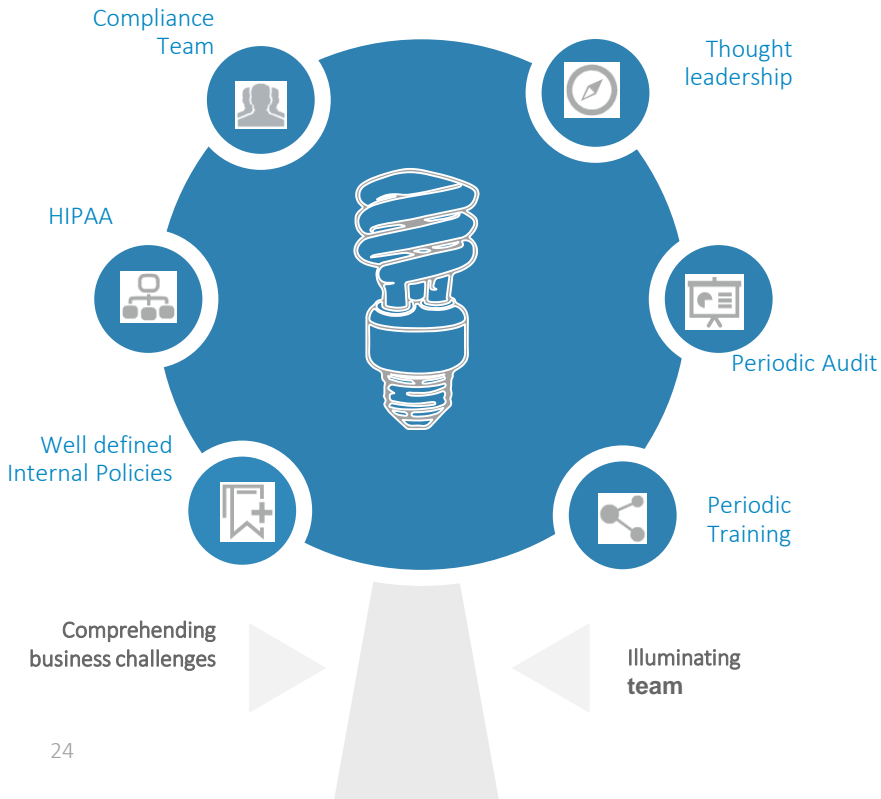 Compliance
Team
Thought
leadership
HIPAA
Periodic Audit
Well defined
Internal Policies
Periodic
Training
Comprehending
business challenges
Illuminating
team
24